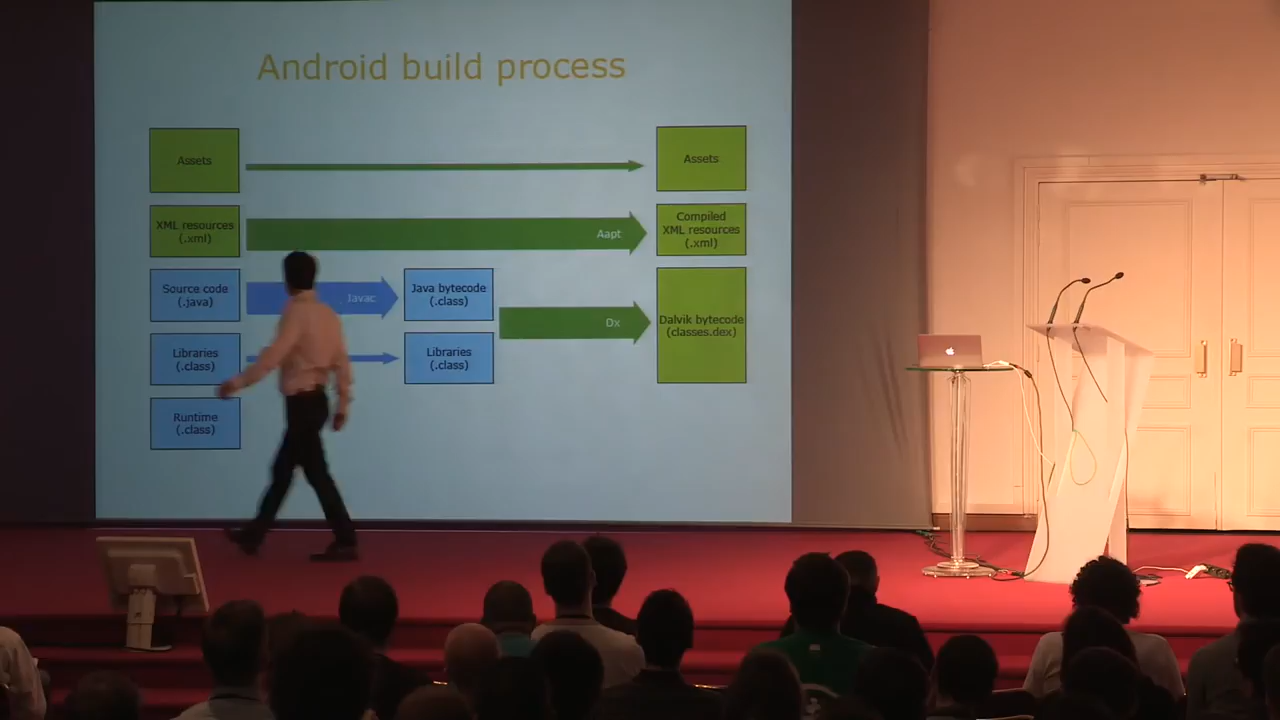 Android build process
Assets
Assets
XML resources
(.xml)
Aapt
Compiled
XML resources
(.xml)
Source code
(.java)
Javac
Java bytecode
(.class)
Dx
Dalvik bytecode
(classes.dex)
Libraries
(.class)
Libraries
(.class)
Runtime
(.class)